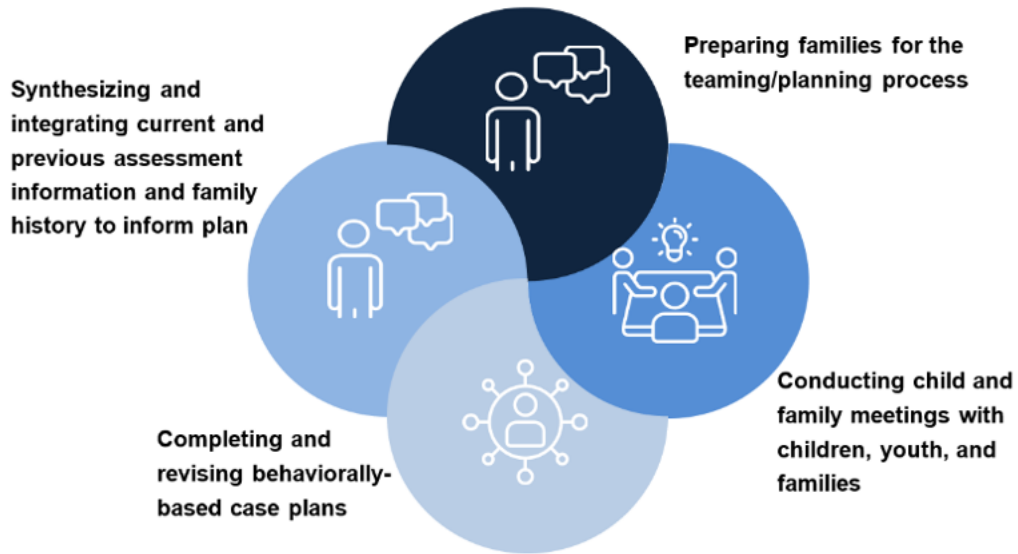 Preparing families for the
teaming/planning process
Synthesizing and
integrating current and
previous assessment
information and family
history to inform plan
Conducting child and
family meetings with
children, youth, and
families
Completing and
revising behaviorally-
based case plans